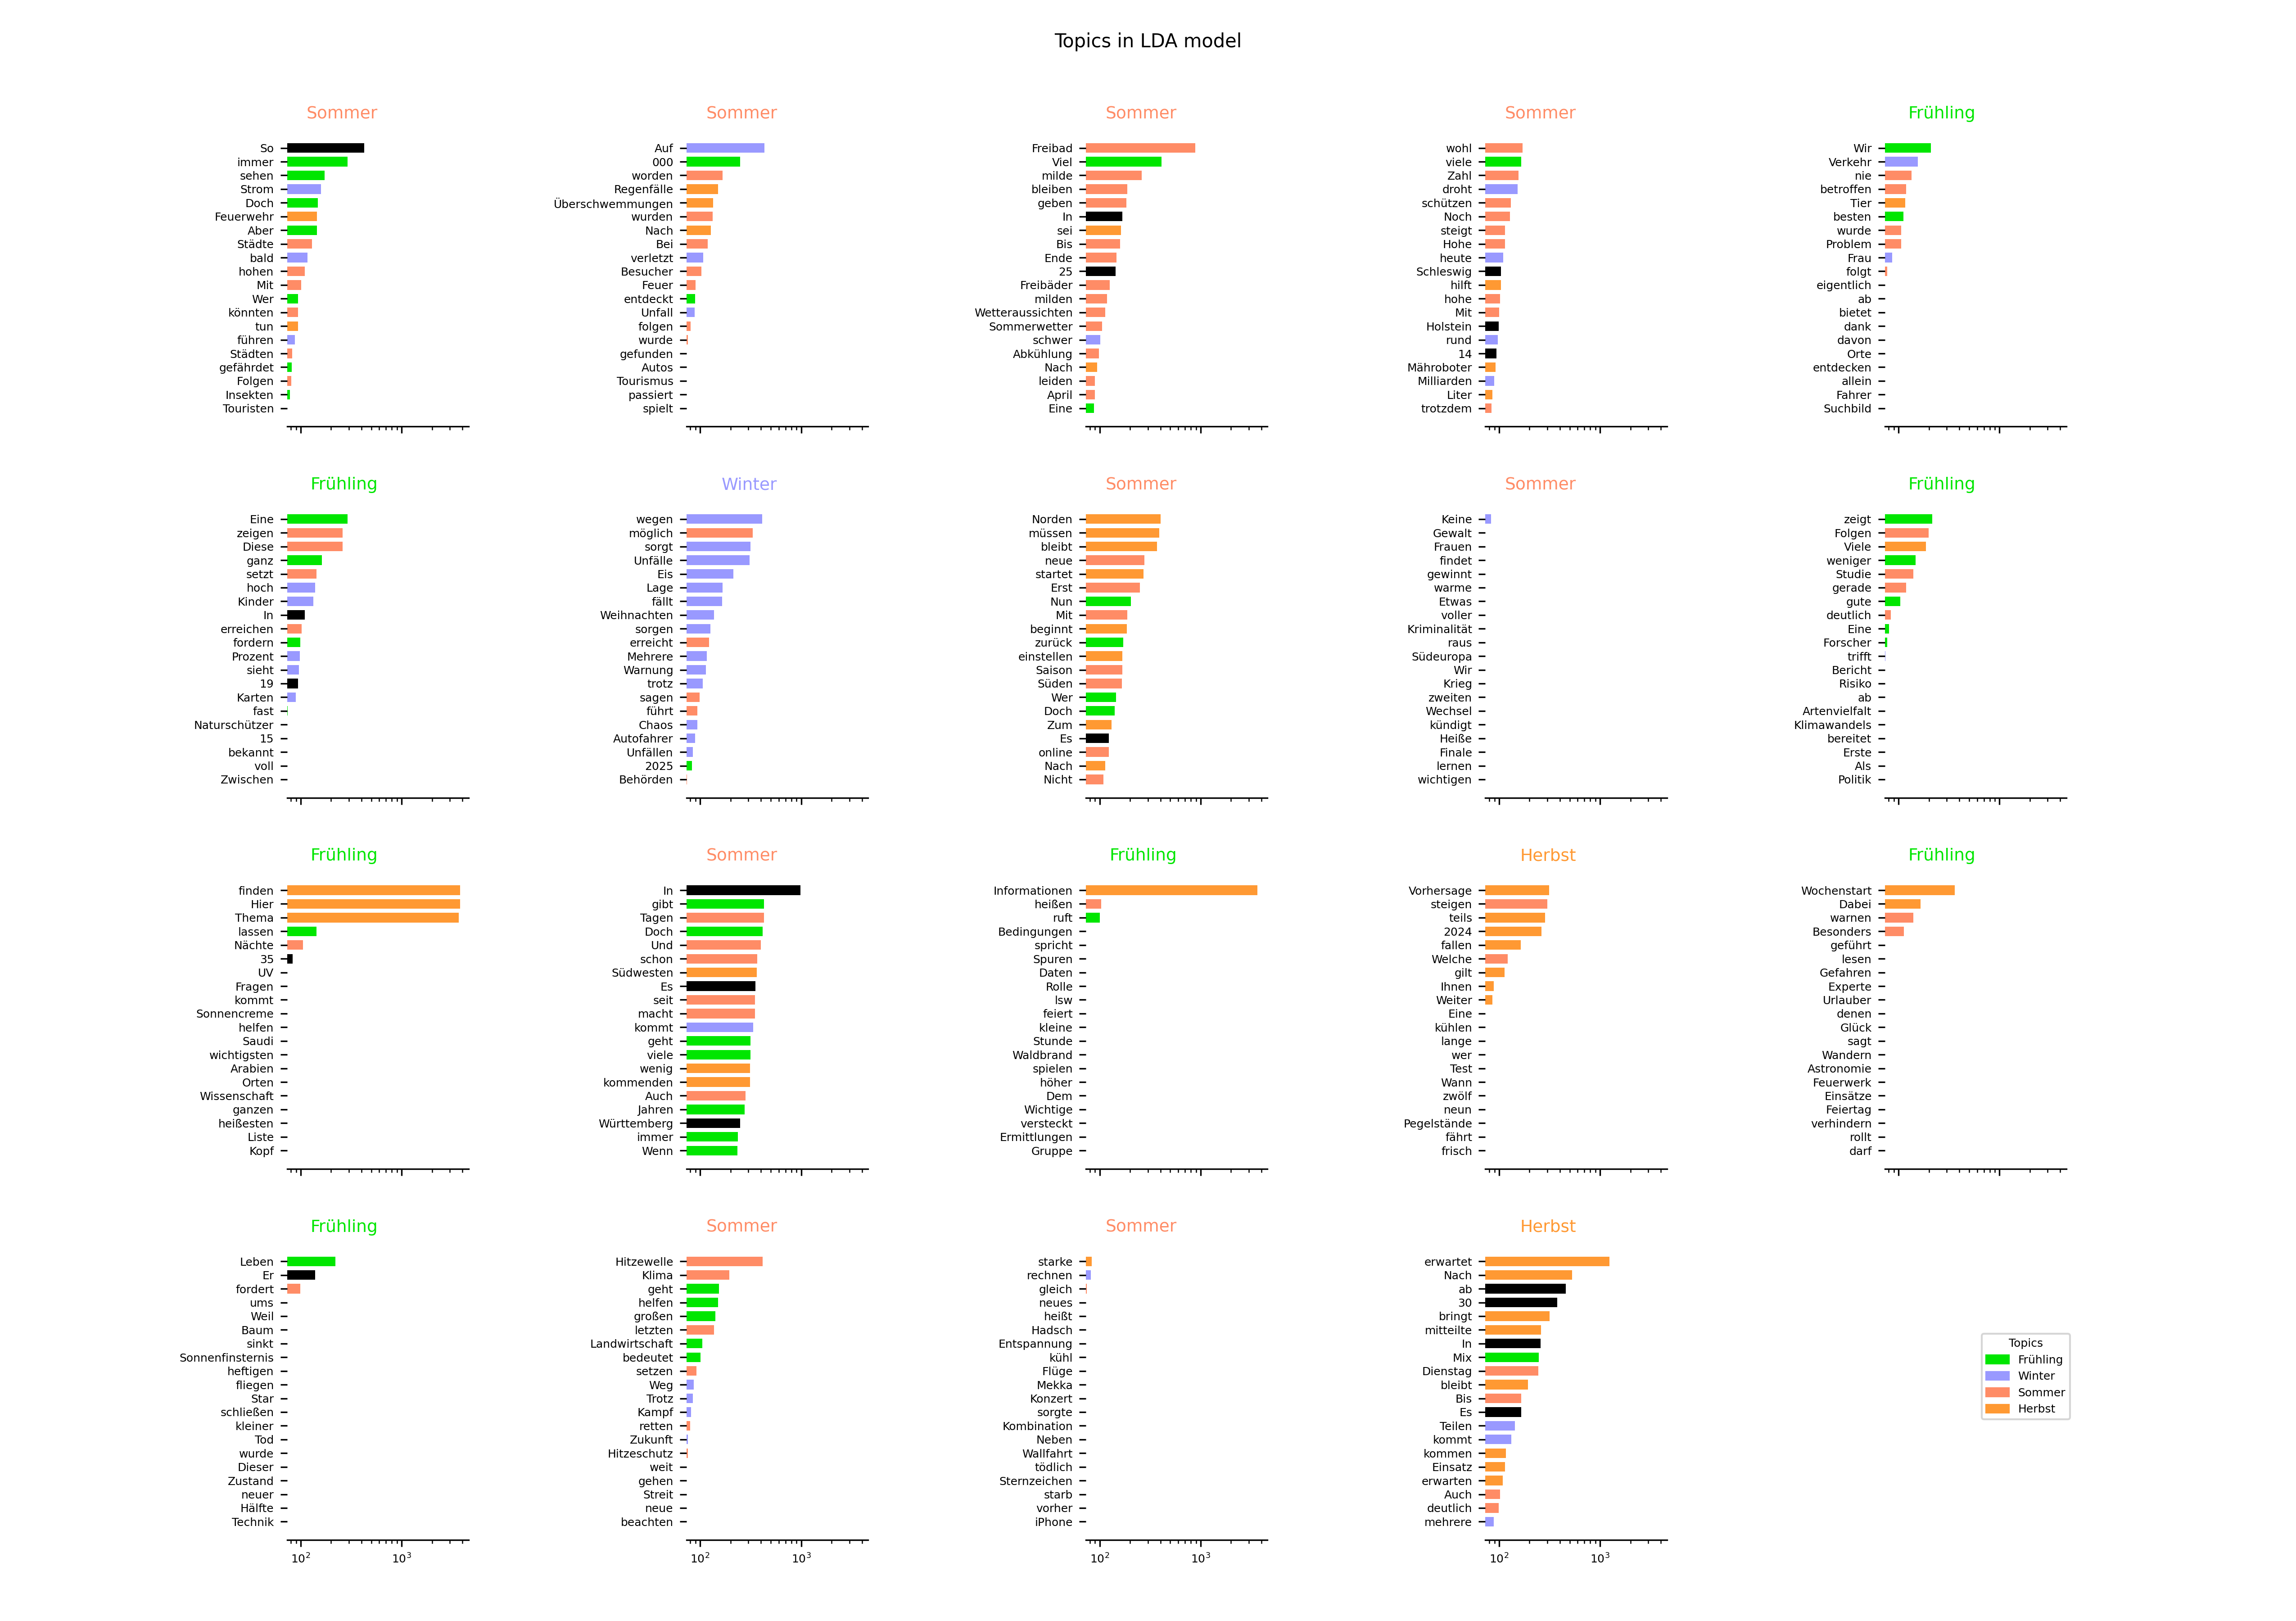 Topics in LDA model
Sommer
So
immer
sehen
Strom
Doch
Feuerwehr
Aber
Städte
bald
hohen
Mit
Wer
könnten
tun
führen
Städten
gefährdet
Folgen
Insekten
Touristen
Sommer
Auf
000
worden
Regenfälle
Überschwemmungen
wurden
Nach
Bei
verletzt
Besucher
Feuer
entdeckt
Unfall
folgen
wurde
gefunden
Autos
Tourismus
passiert
spielt
Sommer
Freibad
Viel
milde
bleiben
geben
In
sei
Bis
Ende
25
Freibäder
milden
Wetteraussichten
Sommerwetter
schwer
Abkühlung
Nach
leiden
April
Eine
Sommer
wohl
viele
Zahl
droht
schützen
Noch
steigt
Hohe
heute
Schleswig
hilft
hohe
Mit
Holstein
rund
14
Mähroboter
Milliarden
Liter
trotzdem
Frühling
Wir
Verkehr
nie
betroffen
Tier
besten
wurde
Problem
Frau
folgt
eigentlich
ab
bietet
dank
davon
Orte
entdecken
allein
Fahrer
Suchbild
Frühling
Eine
zeigen
Diese
ganz
setzt
hoch
Kinder
In
erreichen
fordern
Prozent
sieht
19
Karten
fast
Naturschützer
15
bekannt
voll
Zwischen
Winter
wegen
möglich
sorgt
Unfälle
Eis
Lage
fällt
Weihnachten
sorgen
erreicht
Mehrere
Warnung
trotz
sagen
führt
Chaos
Autofahrer
Unfällen
2025
Behörden
Sommer
Norden
müssen
bleibt
neue
startet
Erst
Nun
Mit
beginnt
zurück
einstellen
Saison
Süden
Wer
Doch
Zum
Es
online
Nach
Nicht
Sommer
Keine
Gewalt
Frauen
findet
gewinnt
warme
Etwas
voller
Kriminalität
raus
Südeuropa
Wir
Krieg
zweiten
Wechsel
kündigt
Heiße
Finale
lernen
wichtigen
Frühling
zeigt
Folgen
Viele
weniger
Studie
gerade
gute
deutlich
Eine
Forscher
trifft
Bericht
Risiko
ab
Artenvielfalt
Klimawandels
bereitet
Erste
Als
Politik
Frühling
finden
Hier
Thema
lassen
Nächte
35
UV
Fragen
kommt
Sonnencreme
helfen
Saudi
wichtigsten
Arabien
Orten
Wissenschaft
ganzen
heißesten
Liste
Kopf
Sommer
In
gibt
Tagen
Doch
Und
schon
Südwesten
Es
seit
macht
kommt
geht
viele
wenig
kommenden
Auch
Jahren
Württemberg
immer
Wenn
Frühling
Informationen
heißen
ruft
Bedingungen
spricht
Spuren
Daten
Rolle
lsw
feiert
kleine
Stunde
Waldbrand
spielen
höher
Dem
Wichtige
versteckt
Ermittlungen
Gruppe
Herbst
Vorhersage
steigen
teils
2024
fallen
Welche
gilt
Ihnen
Weiter
Eine
kühlen
lange
wer
Test
Wann
zwölf
neun
Pegelstände
fährt
frisch
Frühling
Wochenstart
Dabei
warnen
Besonders
geführt
lesen
Gefahren
Experte
Urlauber
denen
Glück
sagt
Wandern
Astronomie
Feuerwerk
Einsätze
Feiertag
verhindern
rollt
darf
Frühling
Leben
Er
fordert
ums
Weil
Baum
sinkt
Sonnenfinsternis
heftigen
fliegen
Star
schließen
kleiner
Tod
wurde
Dieser
Zustand
neuer
Hälfte
Technik
10²
10³
Sommer
Hitzewelle
Klima
geht
helfen
großen
letzten
Landwirtschaft
bedeutet
setzen
Weg
Trotz
Kampf
retten
Zukunft
Hitzeschutz
weit
gehen
Streit
neue
beachten
10²
10³
Sommer
starke
rechnen
gleich
neues
heißt
Hadsch
Entspannung
kühl
Flüge
Mekka
Konzert
sorgte
Kombination
Neben
Wallfahrt
tödlich
Sternzeichen
starb
vorher
iPhone
10²
10³
Herbst
erwartet
Nach
ab
30
bringt
mitteilte
In
Mix
Dienstag
bleibt
Bis
Es
Teilen
kommt
kommen
Einsatz
erwarten
Auch
deutlich
mehrere
10²
10³
Topics
Frühling
Winter
Sommer
Herbst